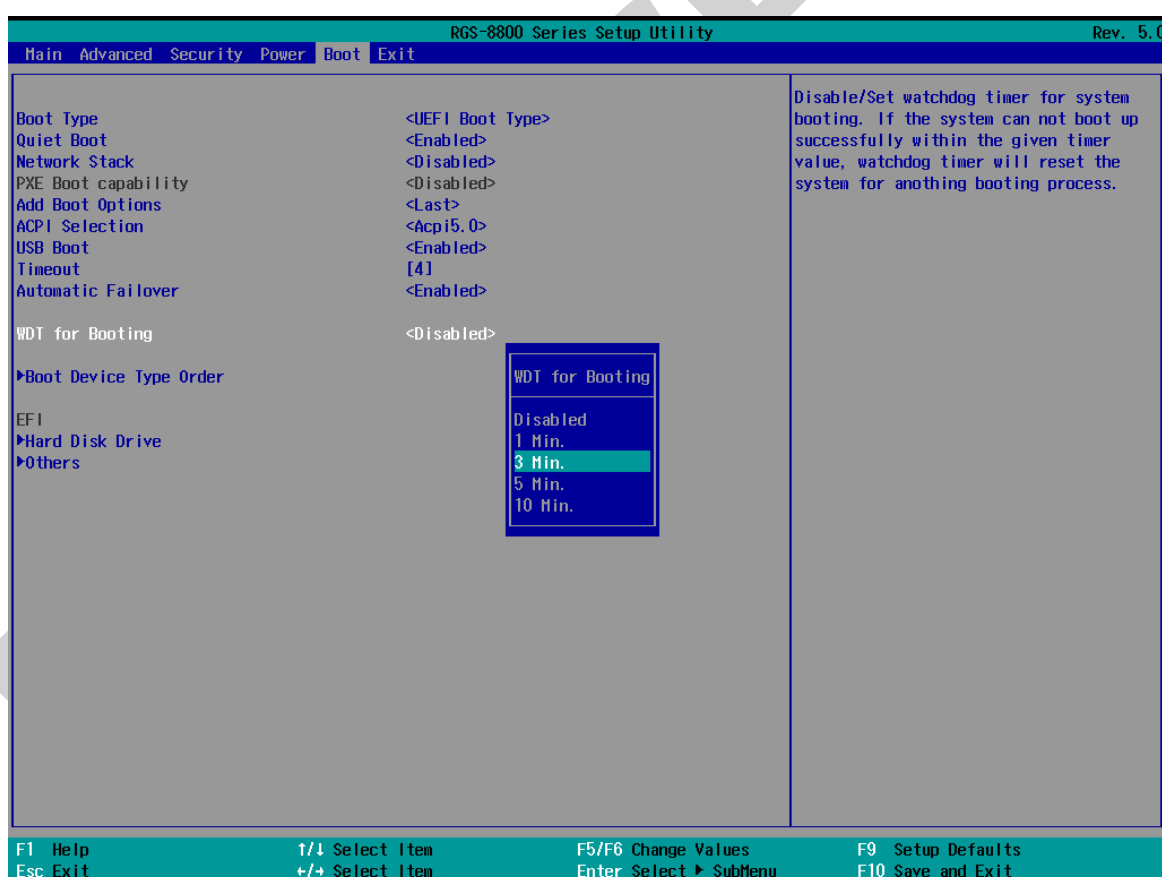 RGS-8800 Series Setup Utility Rev. 5.0
Main Advanced Security Power Boot Exit
Boot Type <UEFI Boot Type>
Quiet Boot <Enabled>
Network Stack <Disabled>
PXE Boot capability <Disabled>
Add Boot Options <Last>
ACPI Selection <Acpi5.0>
USB Boot <Enabled>
Timeout [4]
Automatic Failover <Enabled>
WDT for Booting <Disabled>
▶Boot Device Type Order
EFI
▶Hard Disk Drive
▶Others
WDT for Booting
Disabled
1 Min.
3 Min.
5 Min.
10 Min.
Disable/Set watchdog timer for system
booting. If the system can not boot up
successfully within the given timer
value, watchdog timer will reset the
system for anothing booting process.
F1 Help ↑/↓ Select Item F5/F6 Change Values F9 Setup Defaults
Esc Exit ←/→ Select Item Enter Select ▶ SubMenu F10 Save and Exit